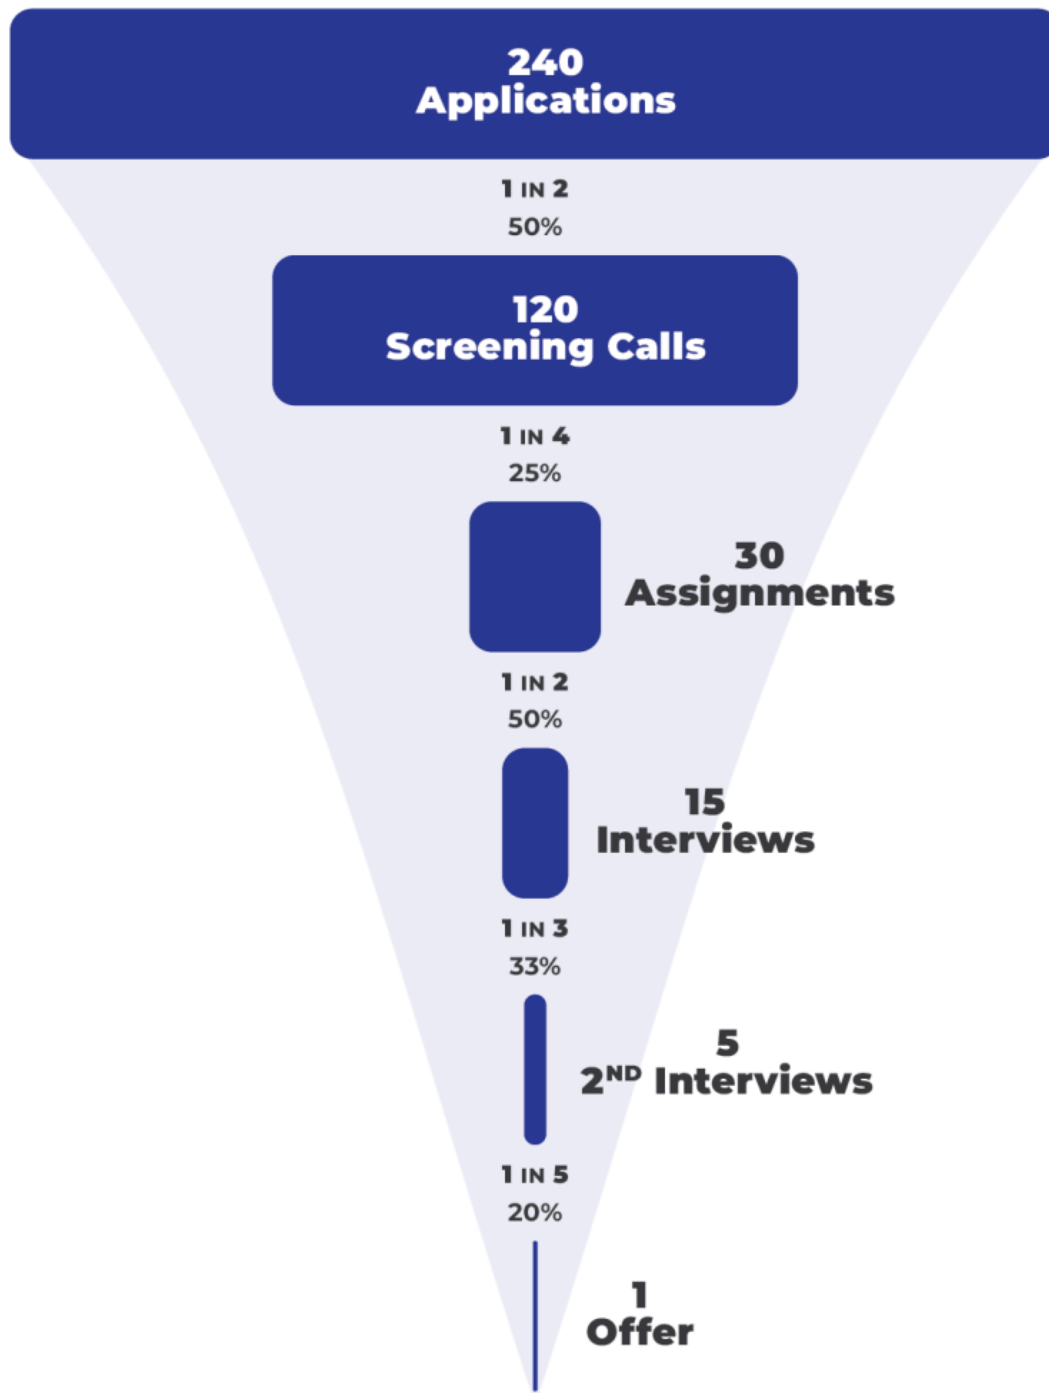 240
Applications
1 IN 2
50%
120
Screening Calls
1 IN 4
25%
30
Assignments
1 IN 2
50%
15
Interviews
1 IN 3
33%
5
2ND Interviews
1 IN 5
20%
1
Offer